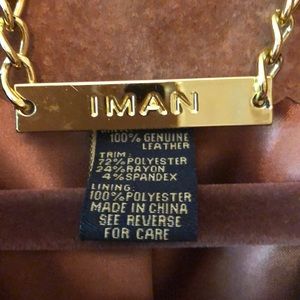 IMAN
100% GENUINE
LEATHER
TRIM:
72% POLYESTER
24% RAYON
4% SPANDEX
LINING:
100% POLYESTER
MADE IN CHINA
SEE REVERSE
FOR CARE